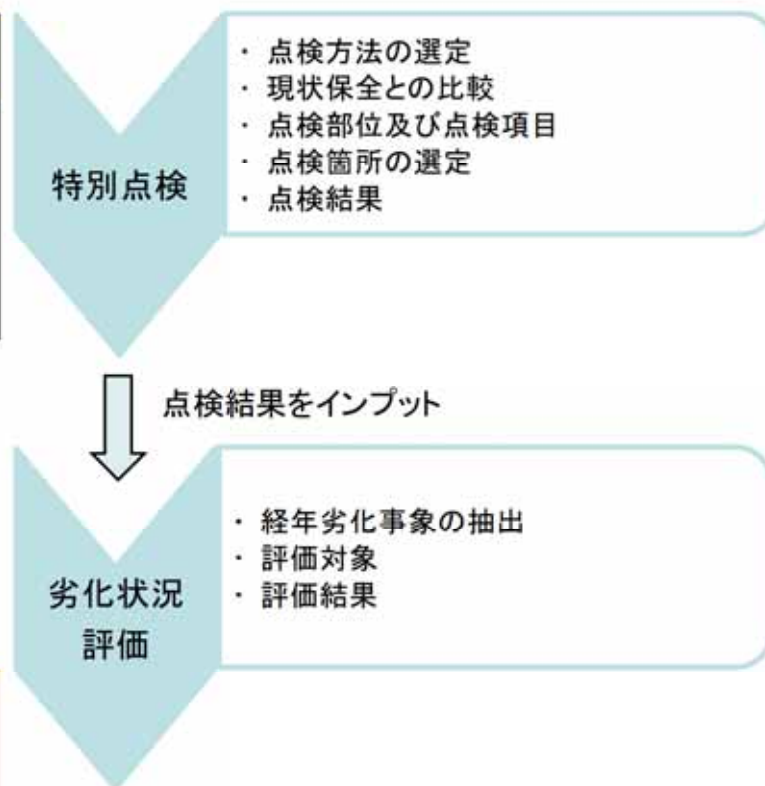 特別点検
・ 点検方法の選定
・ 現状保全との比較
・ 点検部位及び点検項目
・ 点検箇所の選定
・ 点検結果
点検結果をインプット
劣化状況
評価
・ 経年劣化事象の抽出
・ 評価対象
・ 評価結果